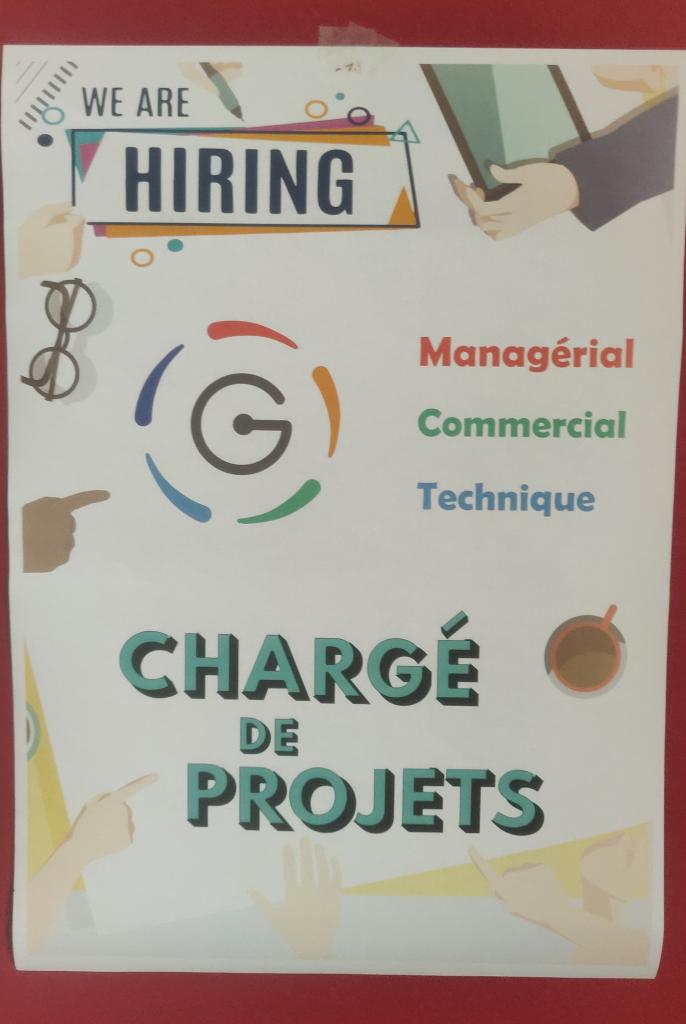 WE ARE
HIRING
G
Managérial
Commercial
Technique
CHARGÉ
DE
PROJETS